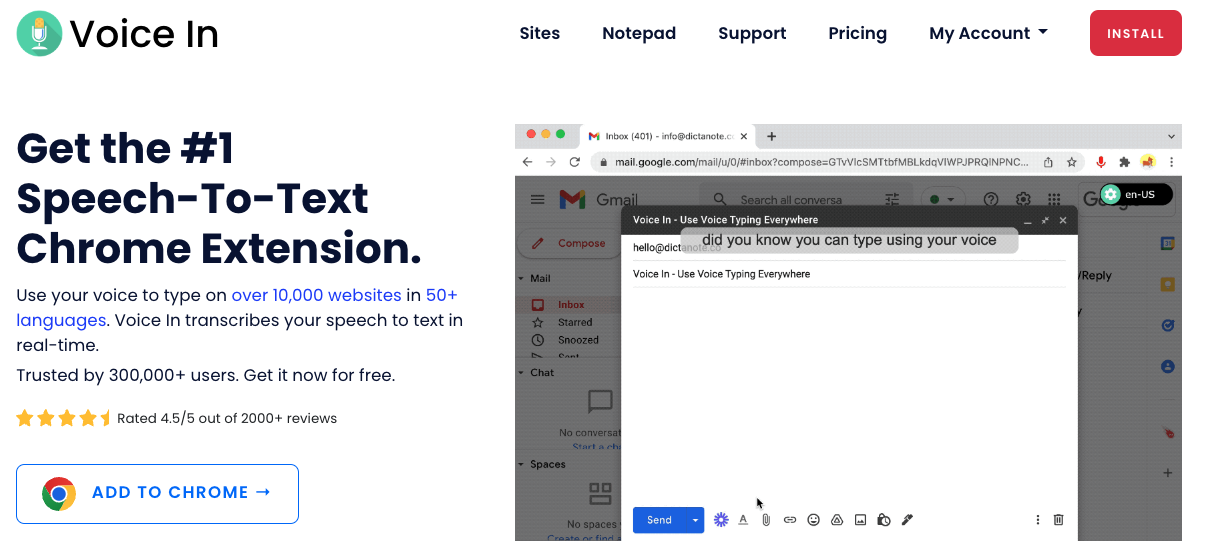 Voice In
Sites Notepad Support Pricing My Account INSTALL
Get the #1
Speech-To-Text
Chrome Extension.
Use your voice to type on over 10,000 websites in 50+
languages. Voice In transcribes your speech to text in
real-time.
Trusted by 300,000+ users. Get it now for free.
Rated 4.5/5 out of 2000+ reviews
ADD TO CHROME →
Inbox (401) - info@dictanote.c
mail.google.com/mail/u/0/#inbox?compose=
Gmail
Search all conversa
en-US
Voice In - Use Voice Typing Everywhere
did you know you can type using your voice
hello@dictanote.co
Voice In - Use Voice Typing Everywhere
Compose
Mail
Inbox
Starred
Snoozed
Sent
Chat
No conversat
Start a ch
Spaces
No spaces
Create or find
/Reply
Send